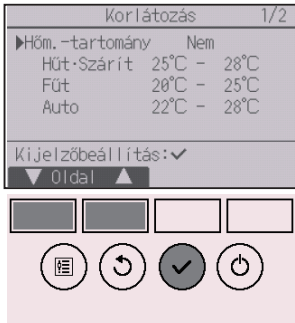 Korlátozás 1/2
▶Hőm.-tartomány Nem
Hűt·Szárít 25°C – 28°C
Fűt 20°C – 25°C
Auto 22°C – 28°C
Kijelzőbeállítás:✓
▼ Oldal ▲